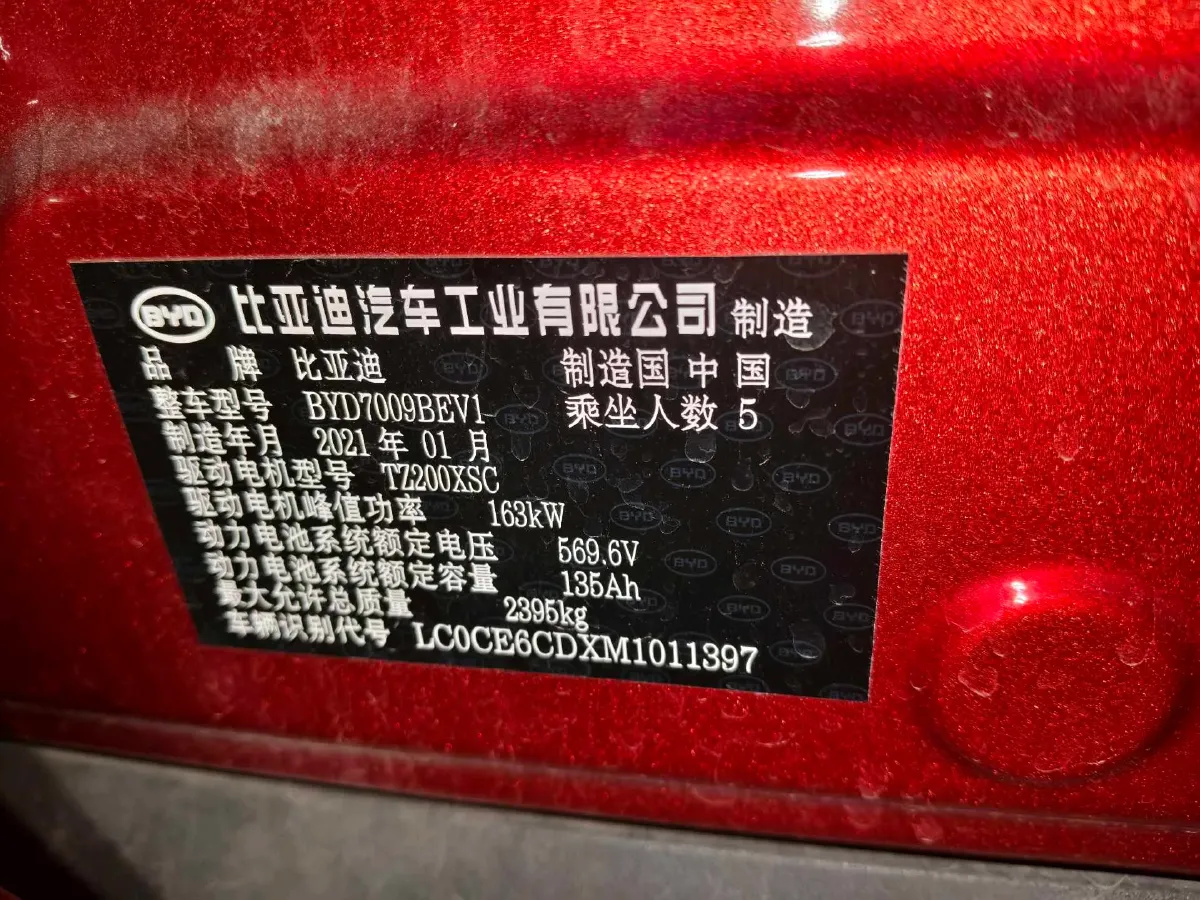 BYD 比亚迪汽车工业有限公司 制造
品 牌 比亚迪 制造国 中 国
整车型号 BYD7009BEV1 乘坐人数 5
制造年月 2021 年 01 月
驱动电机型号 TZ200XSC
驱动电机峰值功率 163kW
动力电池系统额定电压 569.6V
动力电池系统额定容量 135Ah
最大允许总质量 2395kg
车辆识别代号 LC0CE6CDXM1011397